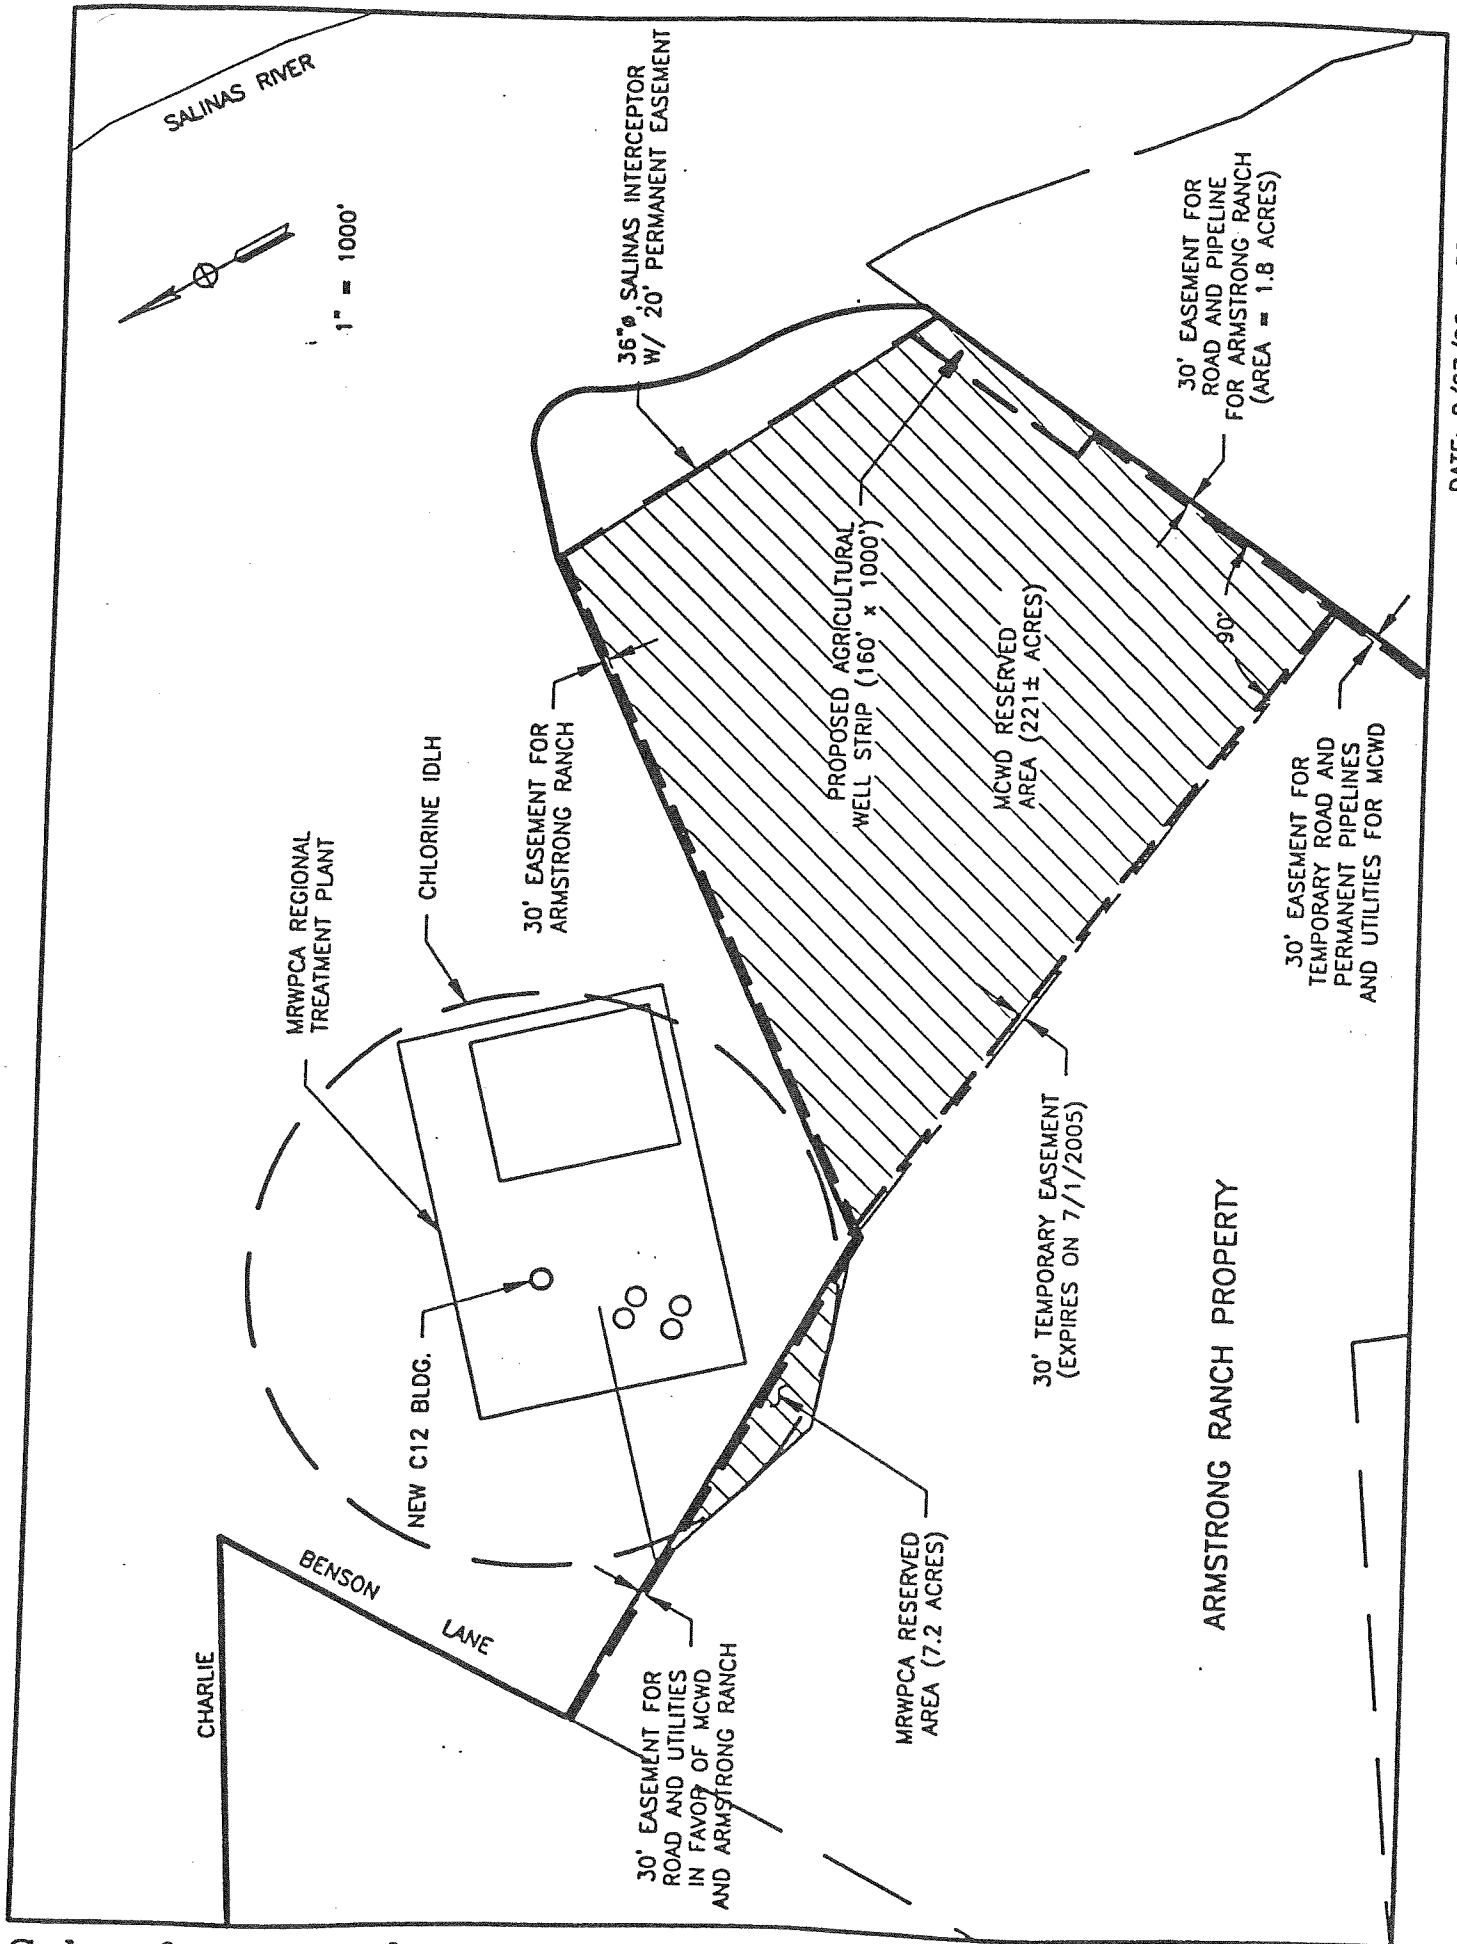 SALINAS RIVER
1" = 1000'
36"ø SALINAS INTERCEPTOR
W/ 20' PERMANENT EASEMENT
30' EASEMENT FOR
ROAD AND PIPELINE
FOR ARMSTRONG RANCH
(AREA = 1.8 ACRES)
MRWPCA REGIONAL
TREATMENT PLANT
CHLORINE IDLH
30' EASEMENT FOR
ARMSTRONG RANCH
PROPOSED AGRICULTURAL
WELL STRIP (160' x 1000')
MCWD RESERVED
AREA (221± ACRES)
90°
30' EASEMENT FOR
TEMPORARY ROAD AND
PERMANENT PIPELINES
AND UTILITIES FOR MCWD
NEW C12 BLDG.
30' TEMPORARY EASEMENT
(EXPIRES ON 7/1/2005)
CHARLIE
BENSON
LANE
30' EASEMENT FOR
ROAD AND UTILITIES
IN FAVOR OF MCWD
AND ARMSTRONG RANCH
MRWPCA RESERVED
AREA (7.2 ACRES)
ARMSTRONG RANCH PROPERTY
DATE: